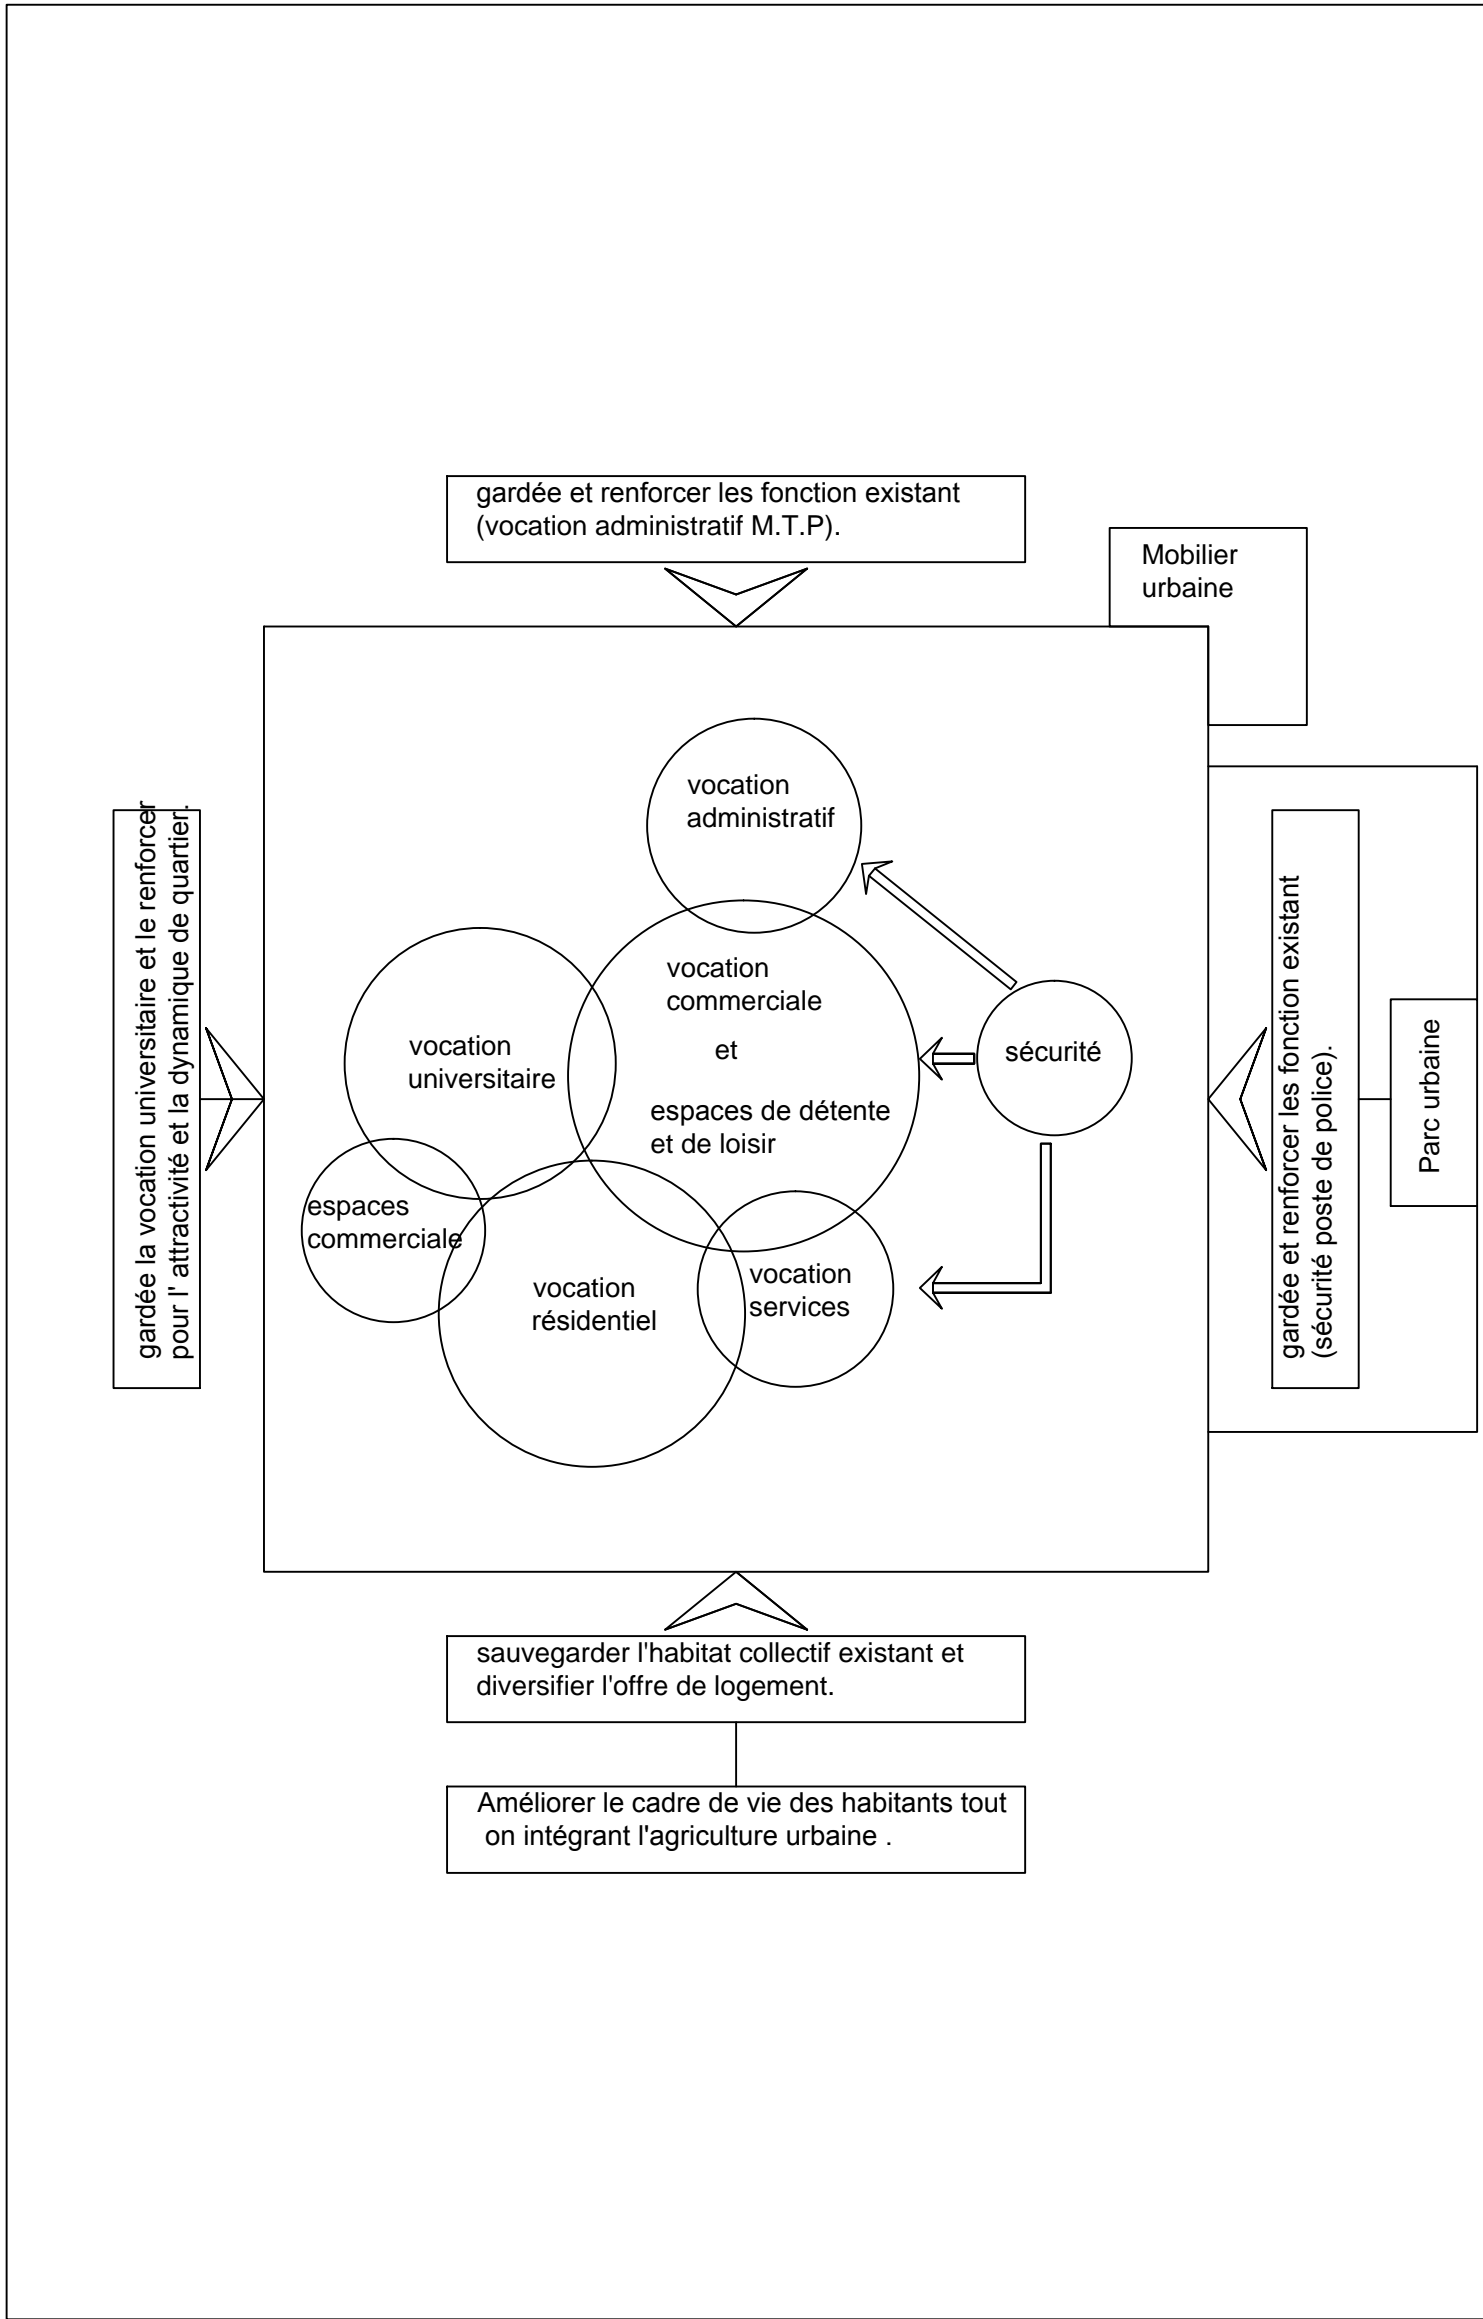 gardée et renforcer les fonction existant
(vocation administratif M.T.P).
Mobilier
urbaine
gardée la vocation universitaire et le renforcer
pour l' attractivité et la dynamique de quartier.
vocation
administratif
vocation
commerciale
et
espaces de détente
et de loisir
vocation
universitaire
sécurité
espaces
commerciale
vocation
résidentiel
vocation
services
gardée et renforcer les fonction existant
(sécurité poste de police).
Parc urbaine
sauvegarder l'habitat collectif existant et
diversifier l'offre de logement.
Améliorer le cadre de vie des habitants tout
on intégrant l'agriculture urbaine .